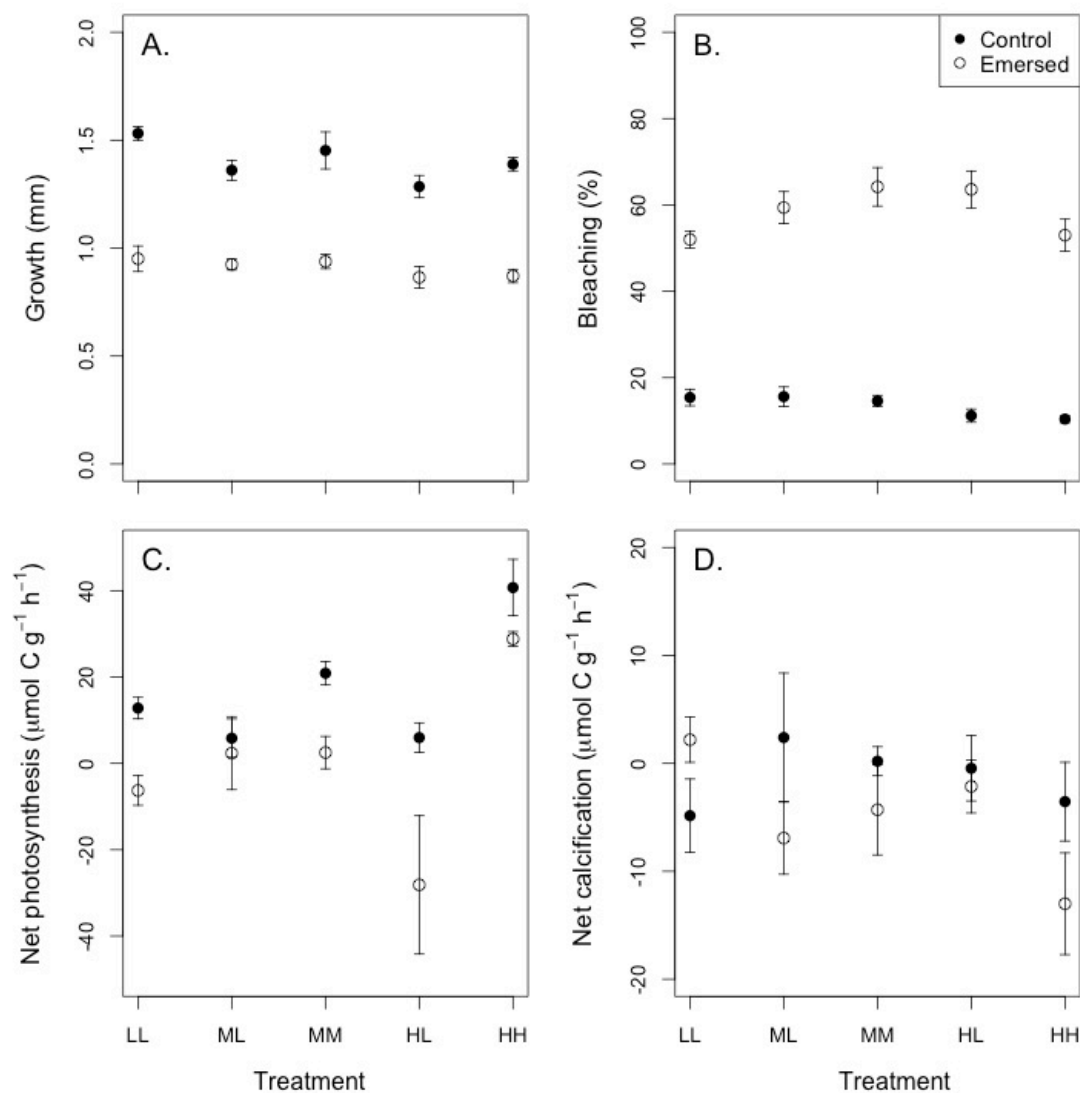 A.
Growth (mm)
2.0
1.5
1.0
0.5
0.0
B.
Control
Emersed
Bleaching (%)
100
80
60
40
20
0
C.
Net photosynthesis (μmol C g⁻¹ h⁻¹)
40
20
0
-20
-40
LL ML MM HL HH
Treatment
D.
Net calcification (μmol C g⁻¹ h⁻¹)
20
10
0
-10
-20
LL ML MM HL HH
Treatment